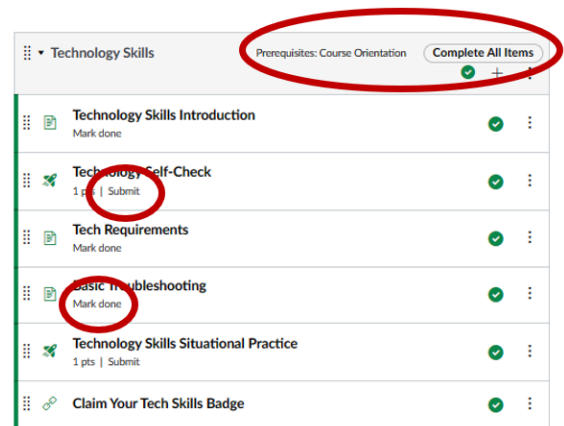 Technology Skills
Prerequisites: Course Orientation
Complete All Items
Technology Skills Introduction
Mark done
Technology Self-Check
1 pts | Submit
Tech Requirements
Mark done
Basic Troubleshooting
Mark done
Technology Skills Situational Practice
1 pts | Submit
Claim Your Tech Skills Badge